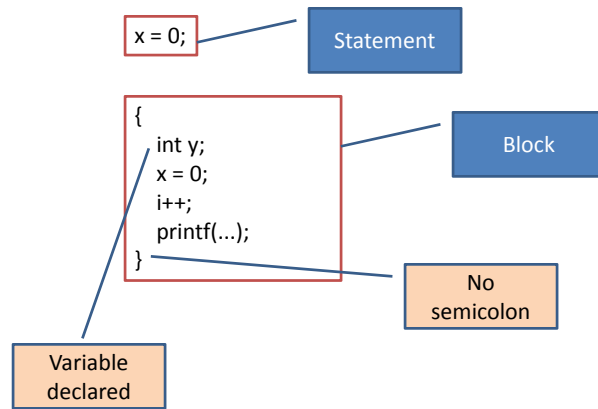 x = 0;
Statement
{
int y;
x = 0;
i++;
printf(...);
}
Block
No
semicolon
Variable
declared